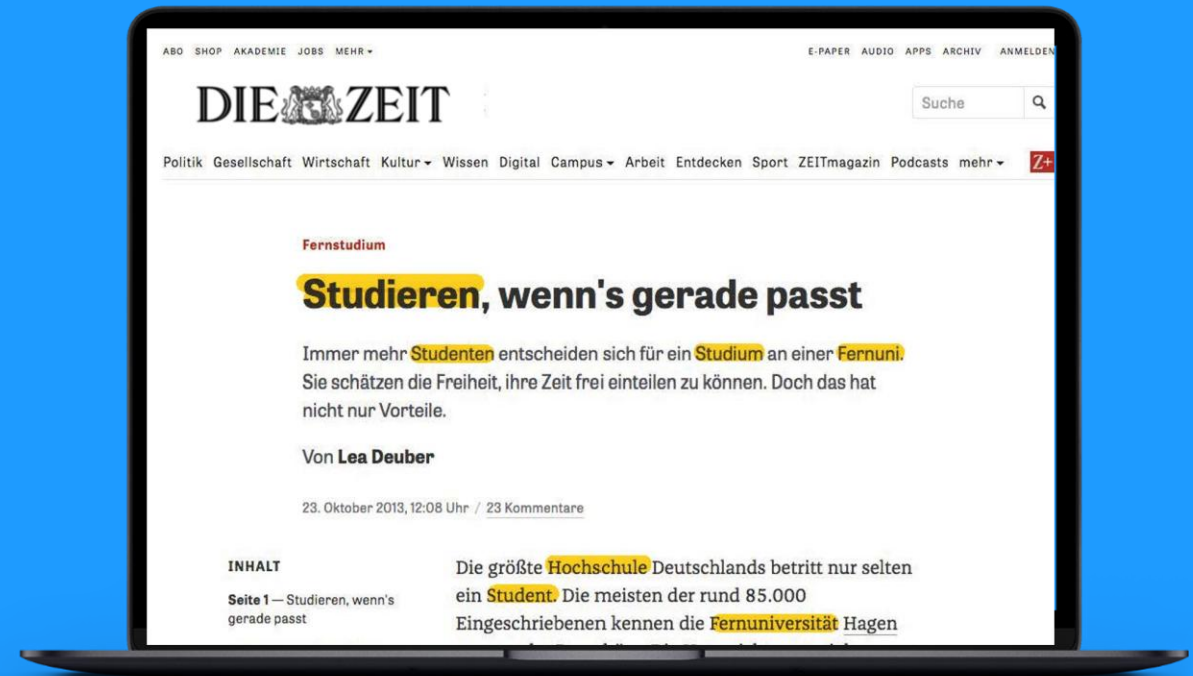 ABO SHOP AKADEMIE JOBS MEHR
E-PAPER AUDIO APPS ARCHIV ANMELDEN
DIE ZEIT
Suche
Politik Gesellschaft Wirtschaft Kultur Wissen Digital Campus Arbeit Entdecken Sport ZEITmagazin Podcasts mehr Z+
Fernstudium
Studieren, wenn's gerade passt
Immer mehr Studenten entscheiden sich für ein Studium an einer Fernuni.
Sie schätzen die Freiheit, ihre Zeit frei einteilen zu können. Doch das hat
nicht nur Vorteile.
Von Lea Deuber
23. Oktober 2013, 12:08 Uhr / 23 Kommentare
INHALT
Seite 1 — Studieren, wenn's
gerade passt
Die größte Hochschule Deutschlands betritt nur selten
ein Student. Die meisten der rund 85.000
Eingeschriebenen kennen die Fernuniversität Hagen